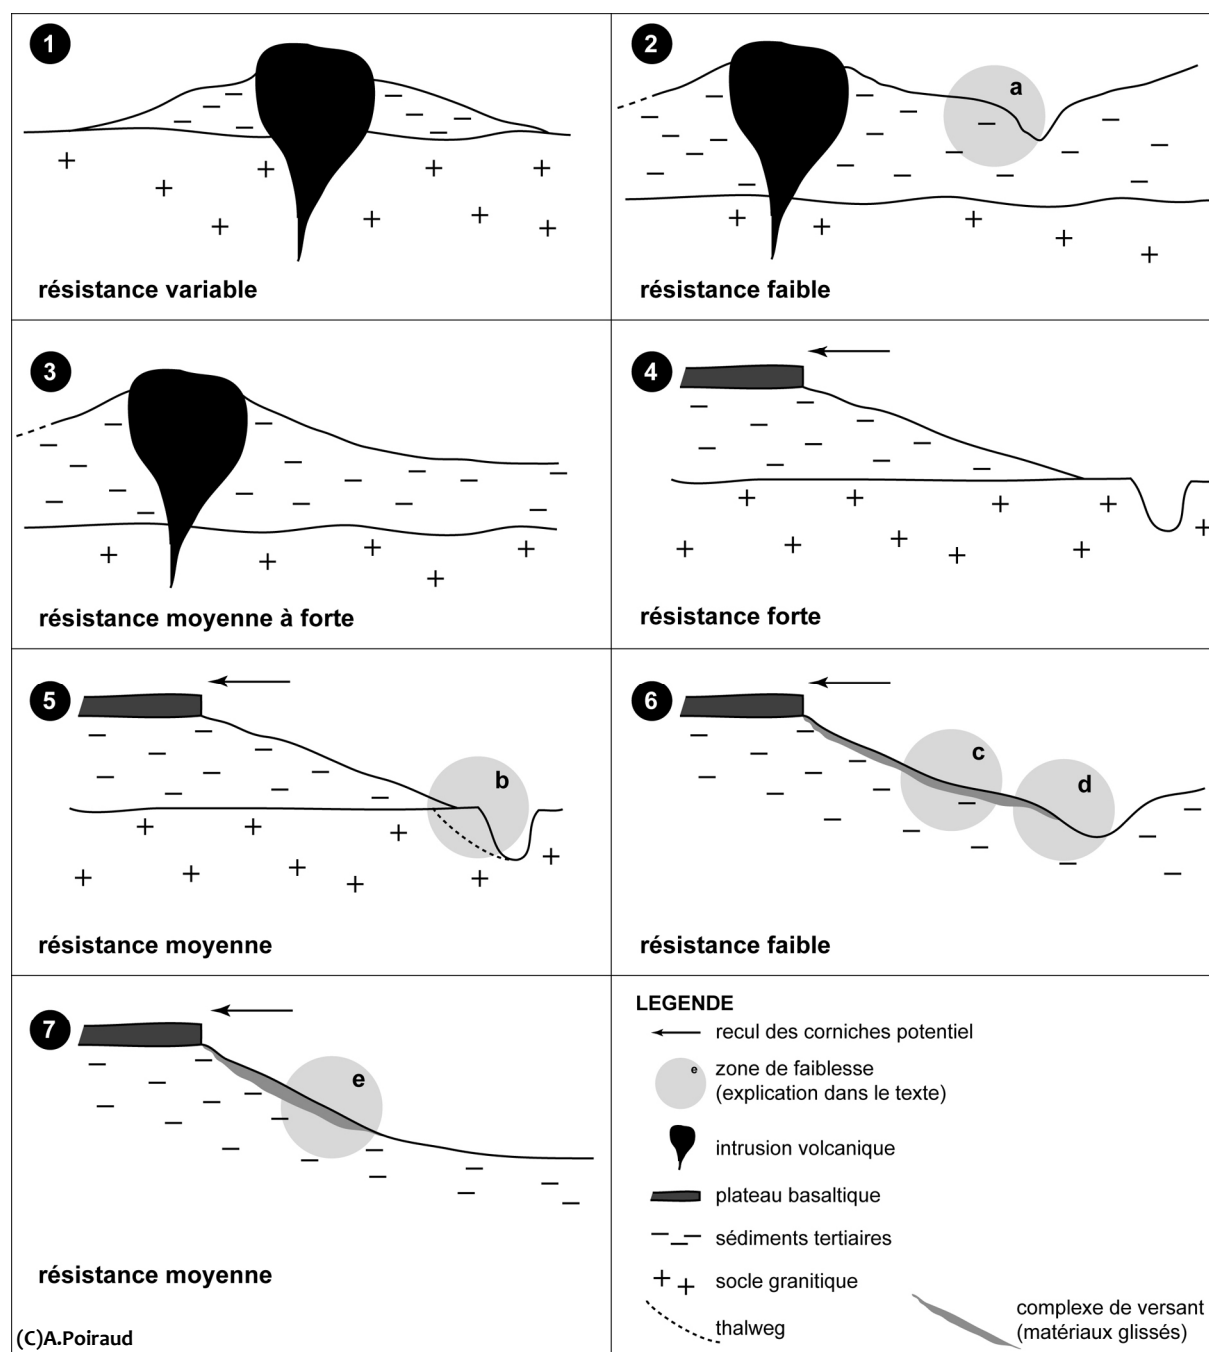 1
résistance variable
2
a
résistance faible
3
résistance moyenne à forte
4
résistance forte
5
b
résistance moyenne
6
c
d
résistance faible
7
e
résistance moyenne
(C)A.Poiraud
LEGENDE
recul des corniches potentiel
e
zone de faiblesse
(explication dans le texte)
intrusion volcanique
plateau basaltique
sédiments tertiaires
socle granitique
thalweg
complexe de versant
(matériaux glissés)